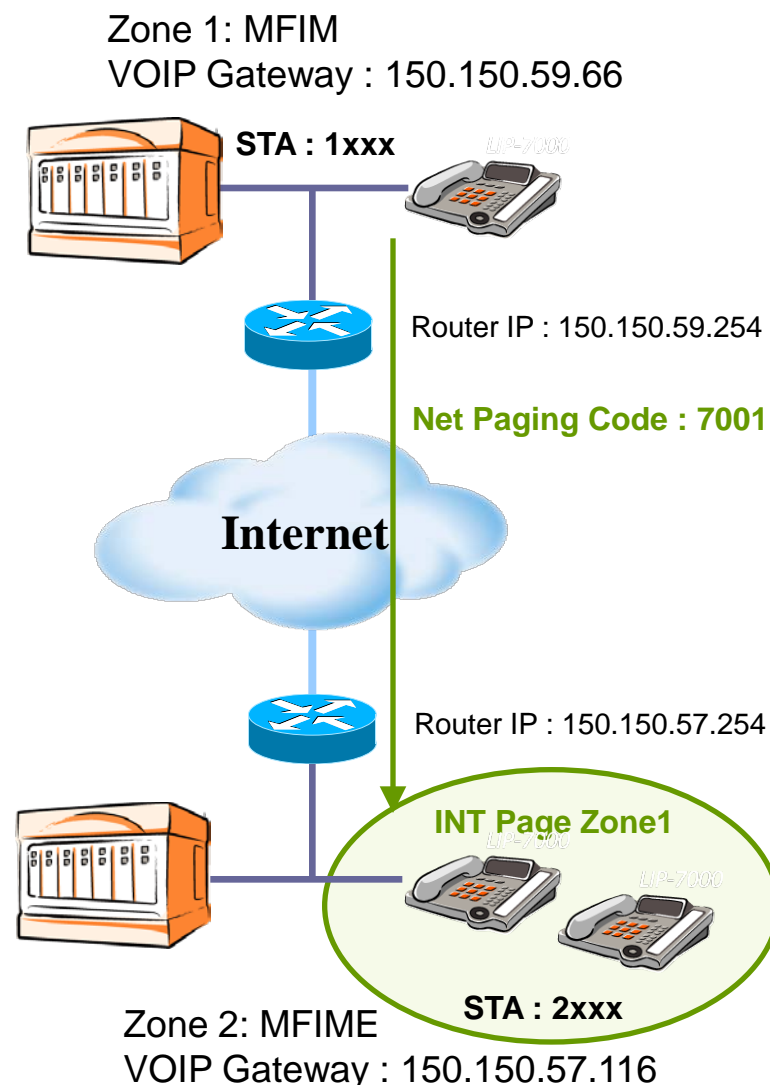 Zone 1: MFIM
VOIP Gateway : 150.150.59.66
STA : 1xxx
LIP-7000
Router IP : 150.150.59.254
Net Paging Code : 7001
Internet
Router IP : 150.150.57.254
INT Page Zone1
LIP-7000
LIP-7000
STA : 2xxx
Zone 2: MFIME
VOIP Gateway : 150.150.57.116